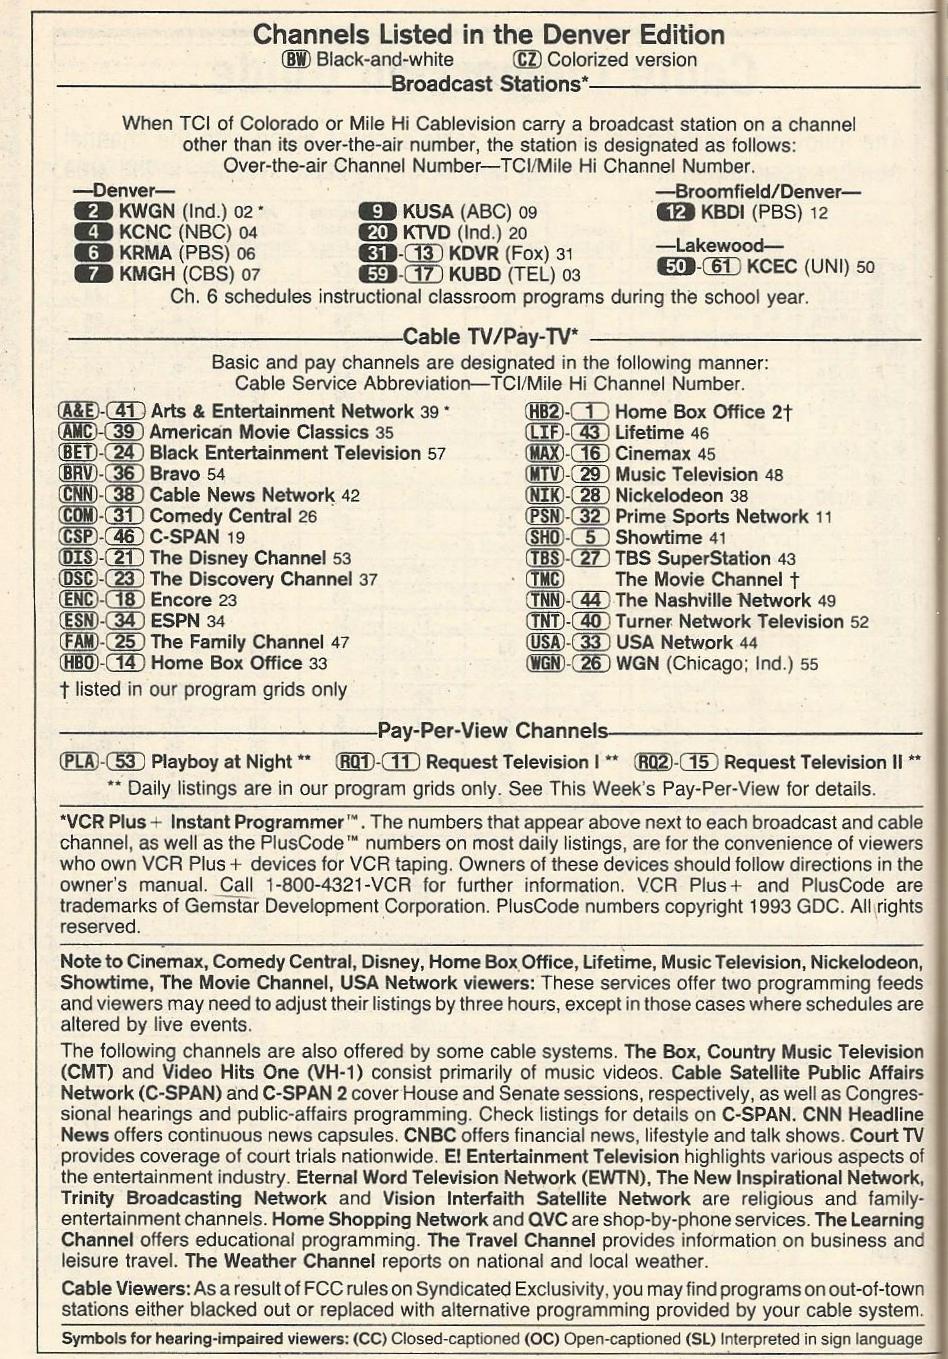 Channels Listed in the Denver Edition
(BW) Black-and-white (CZ) Colorized version
Broadcast Stations*
When TCI of Colorado or Mile Hi Cablevision carry a broadcast station on a channel
other than its over-the-air number, the station is designated as follows:
Over-the-air Channel Number—TCI/Mile Hi Channel Number.
—Denver—
2 KWGN (Ind.) 02 *
4 KCNC (NBC) 04
6 KRMA (PBS) 06
7 KMGH (CBS) 07
9 KUSA (ABC) 09
20 KTVD (Ind.) 20
31-13 KDVR (Fox) 31
59-17 KUBD (TEL) 03
—Broomfield/Denver—
12 KBDI (PBS) 12
—Lakewood—
50-61 KCEC (UNI) 50
Ch. 6 schedules instructional classroom programs during the school year.
Cable TV/Pay-TV*
Basic and pay channels are designated in the following manner:
Cable Service Abbreviation—TCI/Mile Hi Channel Number.
A&E-41 Arts & Entertainment Network 39 *
AMC-39 American Movie Classics 35
BET-24 Black Entertainment Television 57
BRV-36 Bravo 54
CNN-38 Cable News Network 42
COM-31 Comedy Central 26
CSP-46 C-SPAN 19
DIS-21 The Disney Channel 53
DSC-23 The Discovery Channel 37
ENC-18 Encore 23
ESN-34 ESPN 34
FAM-25 The Family Channel 47
HBO-14 Home Box Office 33
† listed in our program grids only
HB2-1 Home Box Office 2†
LIF-43 Lifetime 46
MAX-16 Cinemax 45
MTV-29 Music Television 48
NIK-28 Nickelodeon 38
PSN-32 Prime Sports Network 11
SHO-5 Showtime 41
TBS-27 TBS SuperStation 43
TMC The Movie Channel †
TNN-44 The Nashville Network 49
TNT-40 Turner Network Television 52
USA-33 USA Network 44
WGN-26 WGN (Chicago; Ind.) 55
Pay-Per-View Channels
PLA-53 Playboy at Night ** RQ1-11 Request Television I ** RQ2-15 Request Television II **
** Daily listings are in our program grids only. See This Week's Pay-Per-View for details.
*VCR Plus+ Instant Programmer™. The numbers that appear above next to each broadcast and cable
channel, as well as the PlusCode™ numbers on most daily listings, are for the convenience of viewers
who own VCR Plus+ devices for VCR taping. Owners of these devices should follow directions in the
owner's manual. Call 1-800-4321-VCR for further information. VCR Plus+ and PlusCode are
trademarks of Gemstar Development Corporation. PlusCode numbers copyright 1993 GDC. All rights
reserved.
Note to Cinemax, Comedy Central, Disney, Home Box Office, Lifetime, Music Television, Nickelodeon,
Showtime, The Movie Channel, USA Network viewers: These services offer two programming feeds
and viewers may need to adjust their listings by three hours, except in those cases where schedules are
altered by live events.
The following channels are also offered by some cable systems. The Box, Country Music Television
(CMT) and Video Hits One (VH-1) consist primarily of music videos. Cable Satellite Public Affairs
Network (C-SPAN) and C-SPAN 2 cover House and Senate sessions, respectively, as well as Congres-
sional hearings and public-affairs programming. Check listings for details on C-SPAN. CNN Headline
News offers continuous news capsules. CNBC offers financial news, lifestyle and talk shows. Court TV
provides coverage of court trials nationwide. E! Entertainment Television highlights various aspects of
the entertainment industry. Eternal Word Television Network (EWTN), The New Inspirational Network,
Trinity Broadcasting Network and Vision Interfaith Satellite Network are religious and family-
entertainment channels. Home Shopping Network and QVC are shop-by-phone services. The Learning
Channel offers educational programming. The Travel Channel provides information on business and
leisure travel. The Weather Channel reports on national and local weather.
Cable Viewers: As a result of FCC rules on Syndicated Exclusivity, you may find programs on out-of-town
stations either blacked out or replaced with alternative programming provided by your cable system.
Symbols for hearing-impaired viewers: (CC) Closed-captioned (OC) Open-captioned (SL) Interpreted in sign language